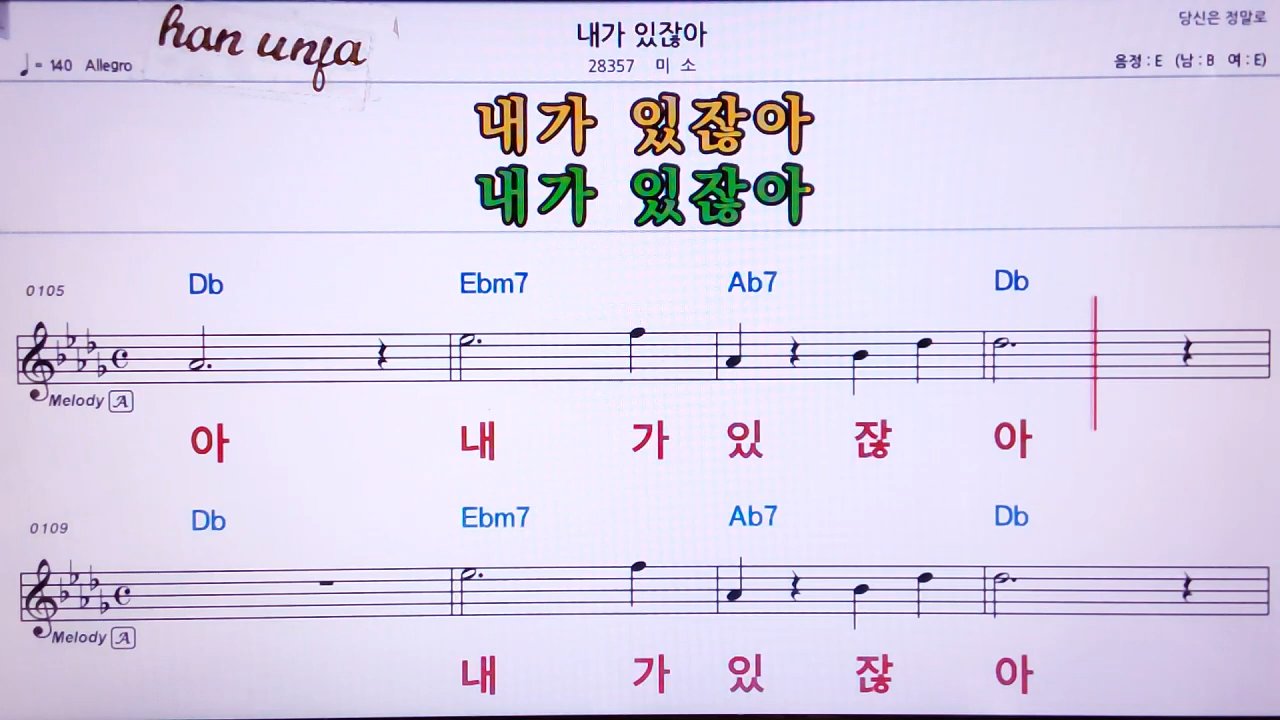 han unfa
내가 있잖아
당신은 정말로
♩= 140 Allegro
28357 미 소
음정 : E (남 : B 여 : E)
내가 있잖아
내가 있잖아
0105 Db Ebm7 Ab7 Db
Melody A
아 내 가 있 잖 아
0109 Db Ebm7 Ab7 Db
Melody A
내 가 있 잖 아